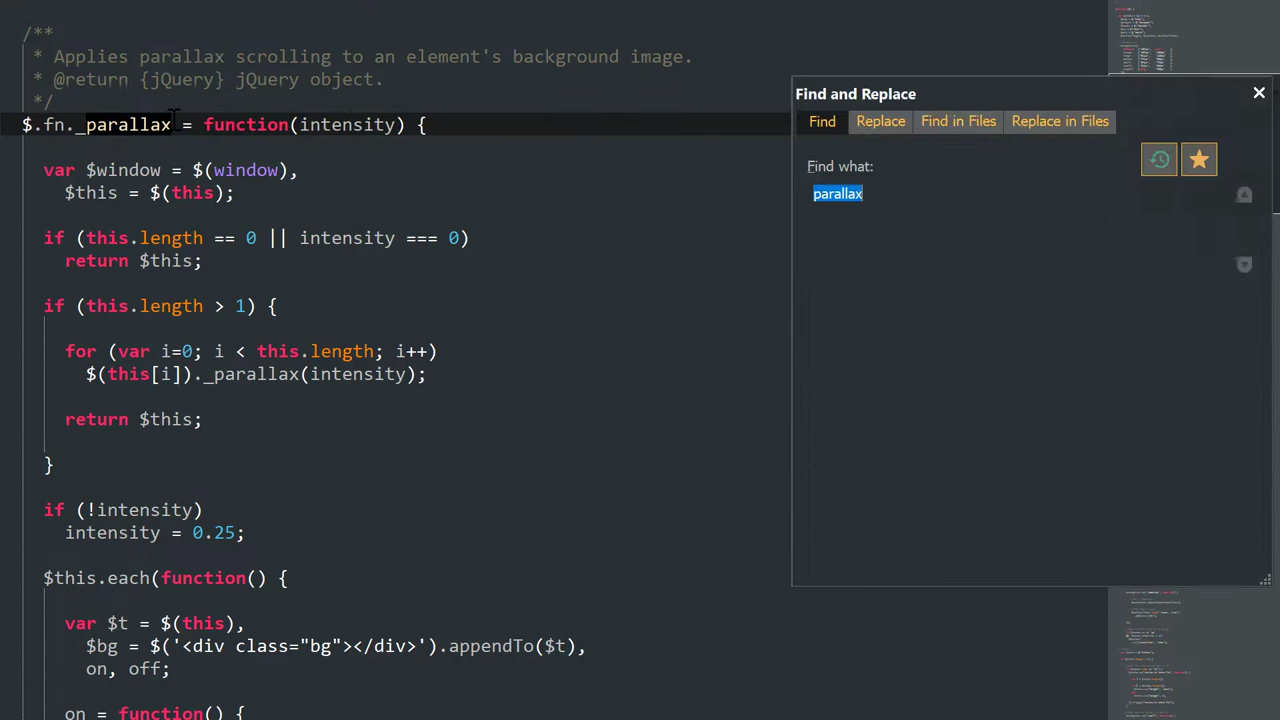 /**
* Applies parallax scrolling to an element's background image.
* @return {jQuery} jQuery object.
*/
$.fn._parallax = function(intensity) {
var $window = $(window),
$this = $(this);
if (this.length == 0 || intensity === 0)
return $this;
if (this.length > 1) {
for (var i=0; i < this.length; i++)
$(this[i])._parallax(intensity);
return $this;
}
if (!intensity)
intensity = 0.25;
$this.each(function() {
var $t = $(this),
$bg = $('<div class="bg"></div>').appendTo($t),
on, off;
on = function() {
Find and Replace
Find
Replace
Find in Files
Replace in Files
Find what:
parallax